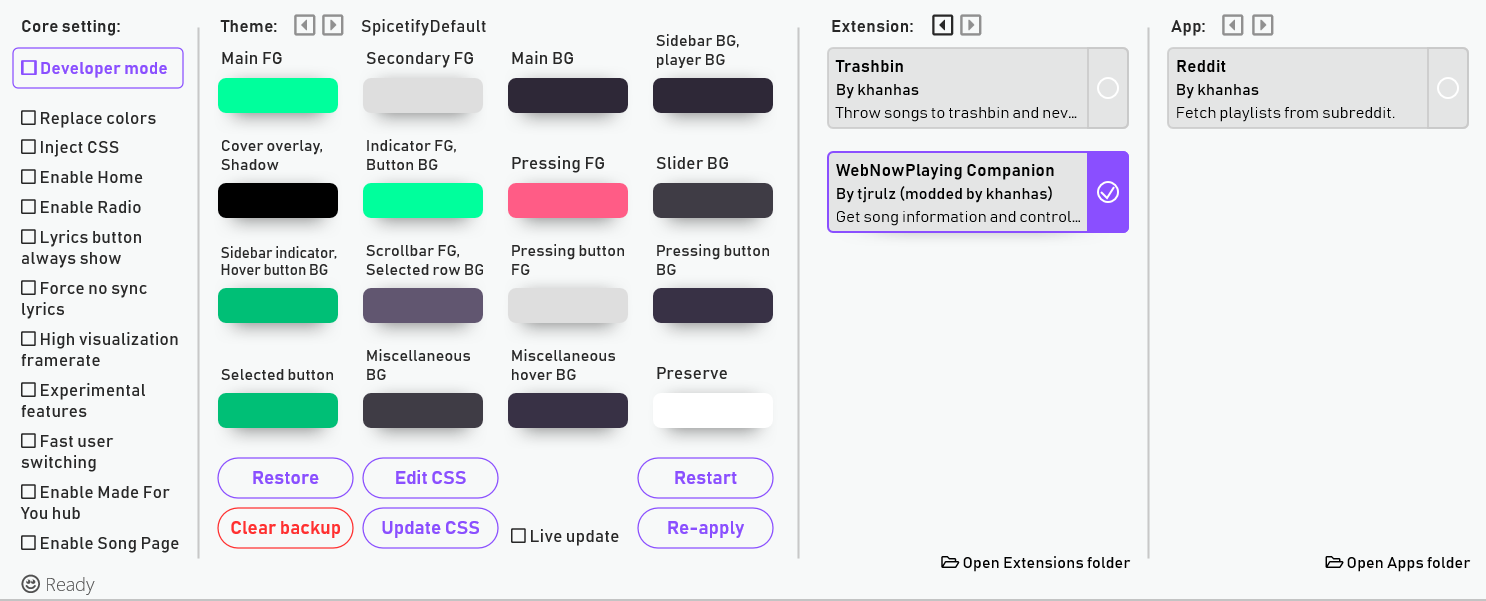 Core setting:
Developer mode
Replace colors
Inject CSS
Enable Home
Enable Radio
Lyrics button
always show
Force no sync
lyrics
High visualization
framerate
Experimental
features
Fast user
switching
Enable Made For
You hub
Enable Song Page
Ready
Theme:
SpicetifyDefault
Main FG
Secondary FG
Main BG
Sidebar BG,
player BG
Cover overlay,
Shadow
Indicator FG,
Button BG
Pressing FG
Slider BG
Sidebar indicator,
Hover button BG
Scrollbar FG,
Selected row BG
Pressing button
FG
Pressing button
BG
Selected button
Miscellaneous
BG
Miscellaneous
hover BG
Preserve
Restore
Edit CSS
Restart
Clear backup
Update CSS
Live update
Re-apply
Extension:
Trashbin
By khanhas
Throw songs to trashbin and nev...
WebNowPlaying Companion
By tjrulz (modded by khanhas)
Get song information and control...
Open Extensions folder
App:
Reddit
By khanhas
Fetch playlists from subreddit.
Open Apps folder